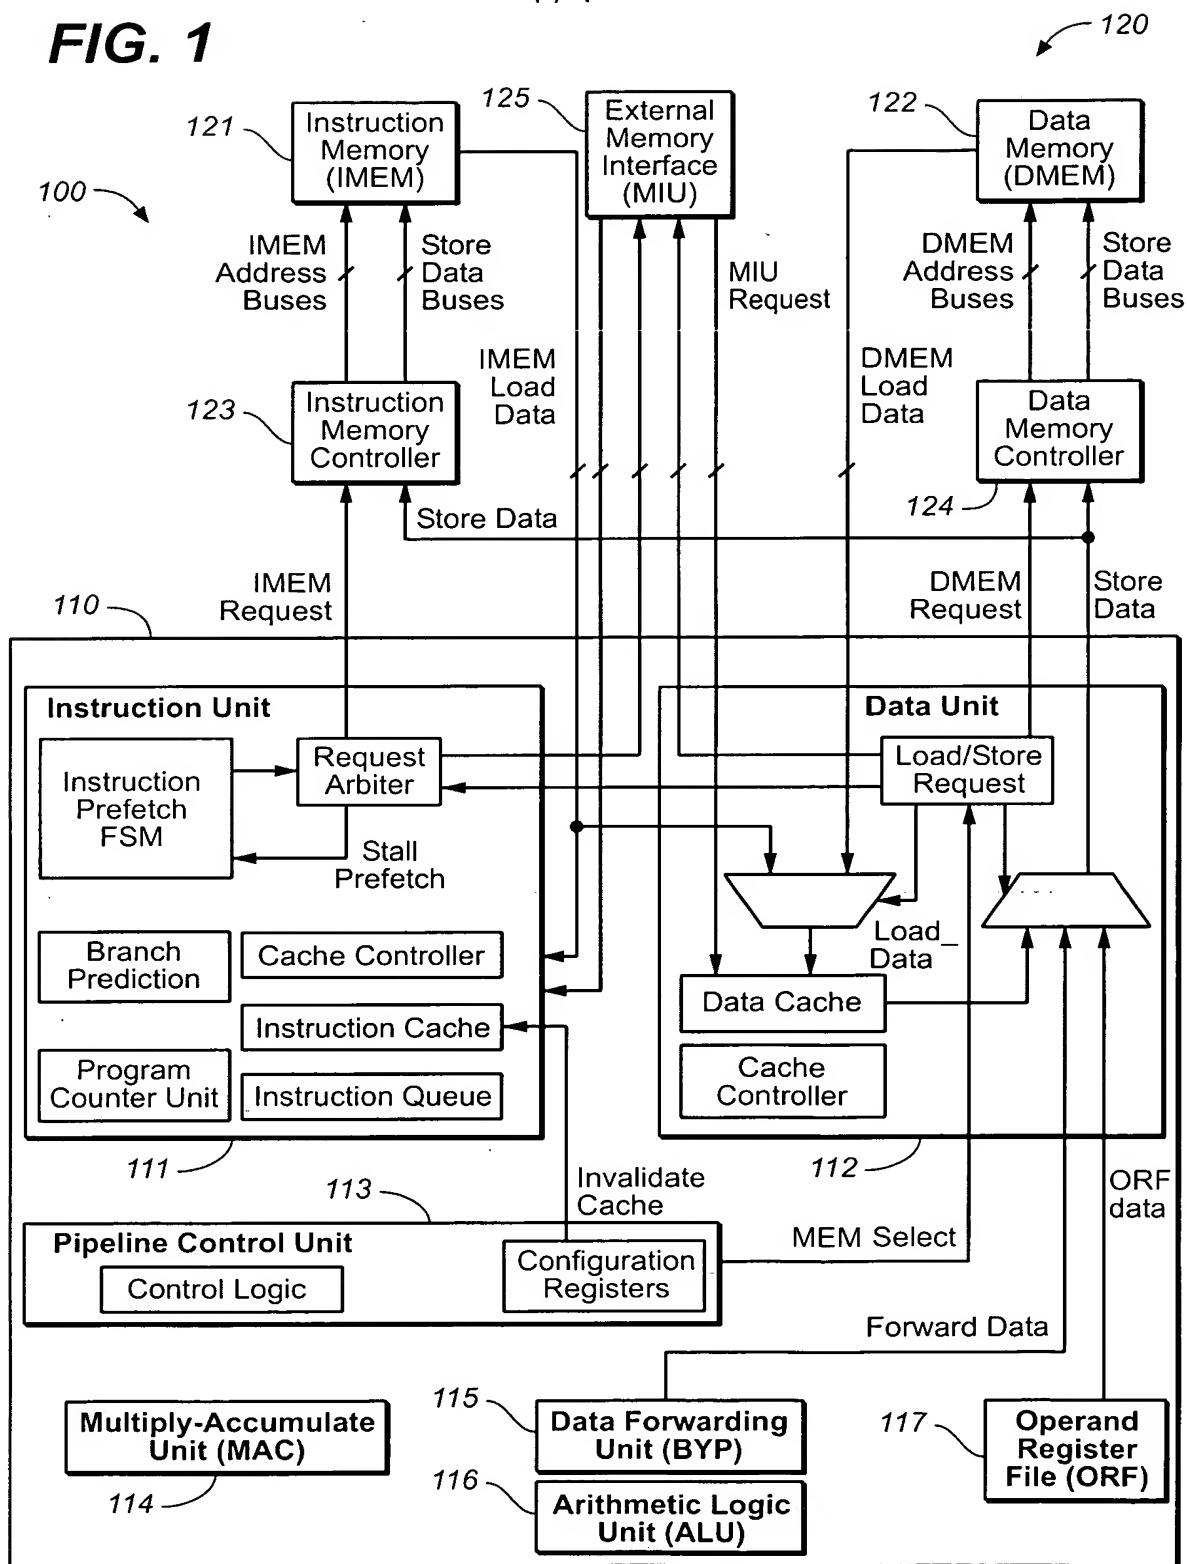 FIG. 1
120
121
Instruction
Memory
(IMEM)
125
External
Memory
Interface
(MIU)
122
Data
Memory
(DMEM)
100
IMEM
Address
Buses
Store
Data
Buses
MIU
Request
DMEM
Address
Buses
Store
Data
Buses
IMEM
Load
Data
DMEM
Load
Data
123
Instruction
Memory
Controller
Data
Memory
Controller
124
Store Data
IMEM
Request
DMEM
Request
Store
Data
110
Instruction Unit
Instruction
Prefetch
FSM
Request
Arbiter
Stall
Prefetch
Branch
Prediction
Cache Controller
Instruction Cache
Program
Counter Unit
Instruction Queue
111
Data Unit
Load/Store
Request
Load_
Data
Data Cache
Cache
Controller
112
113
Invalidate
Cache
ORF
data
Pipeline Control Unit
Control Logic
Configuration
Registers
MEM Select
Forward Data
Multiply-Accumulate
Unit (MAC)
114
115
Data Forwarding
Unit (BYP)
116
Arithmetic Logic
Unit (ALU)
117
Operand
Register
File (ORF)